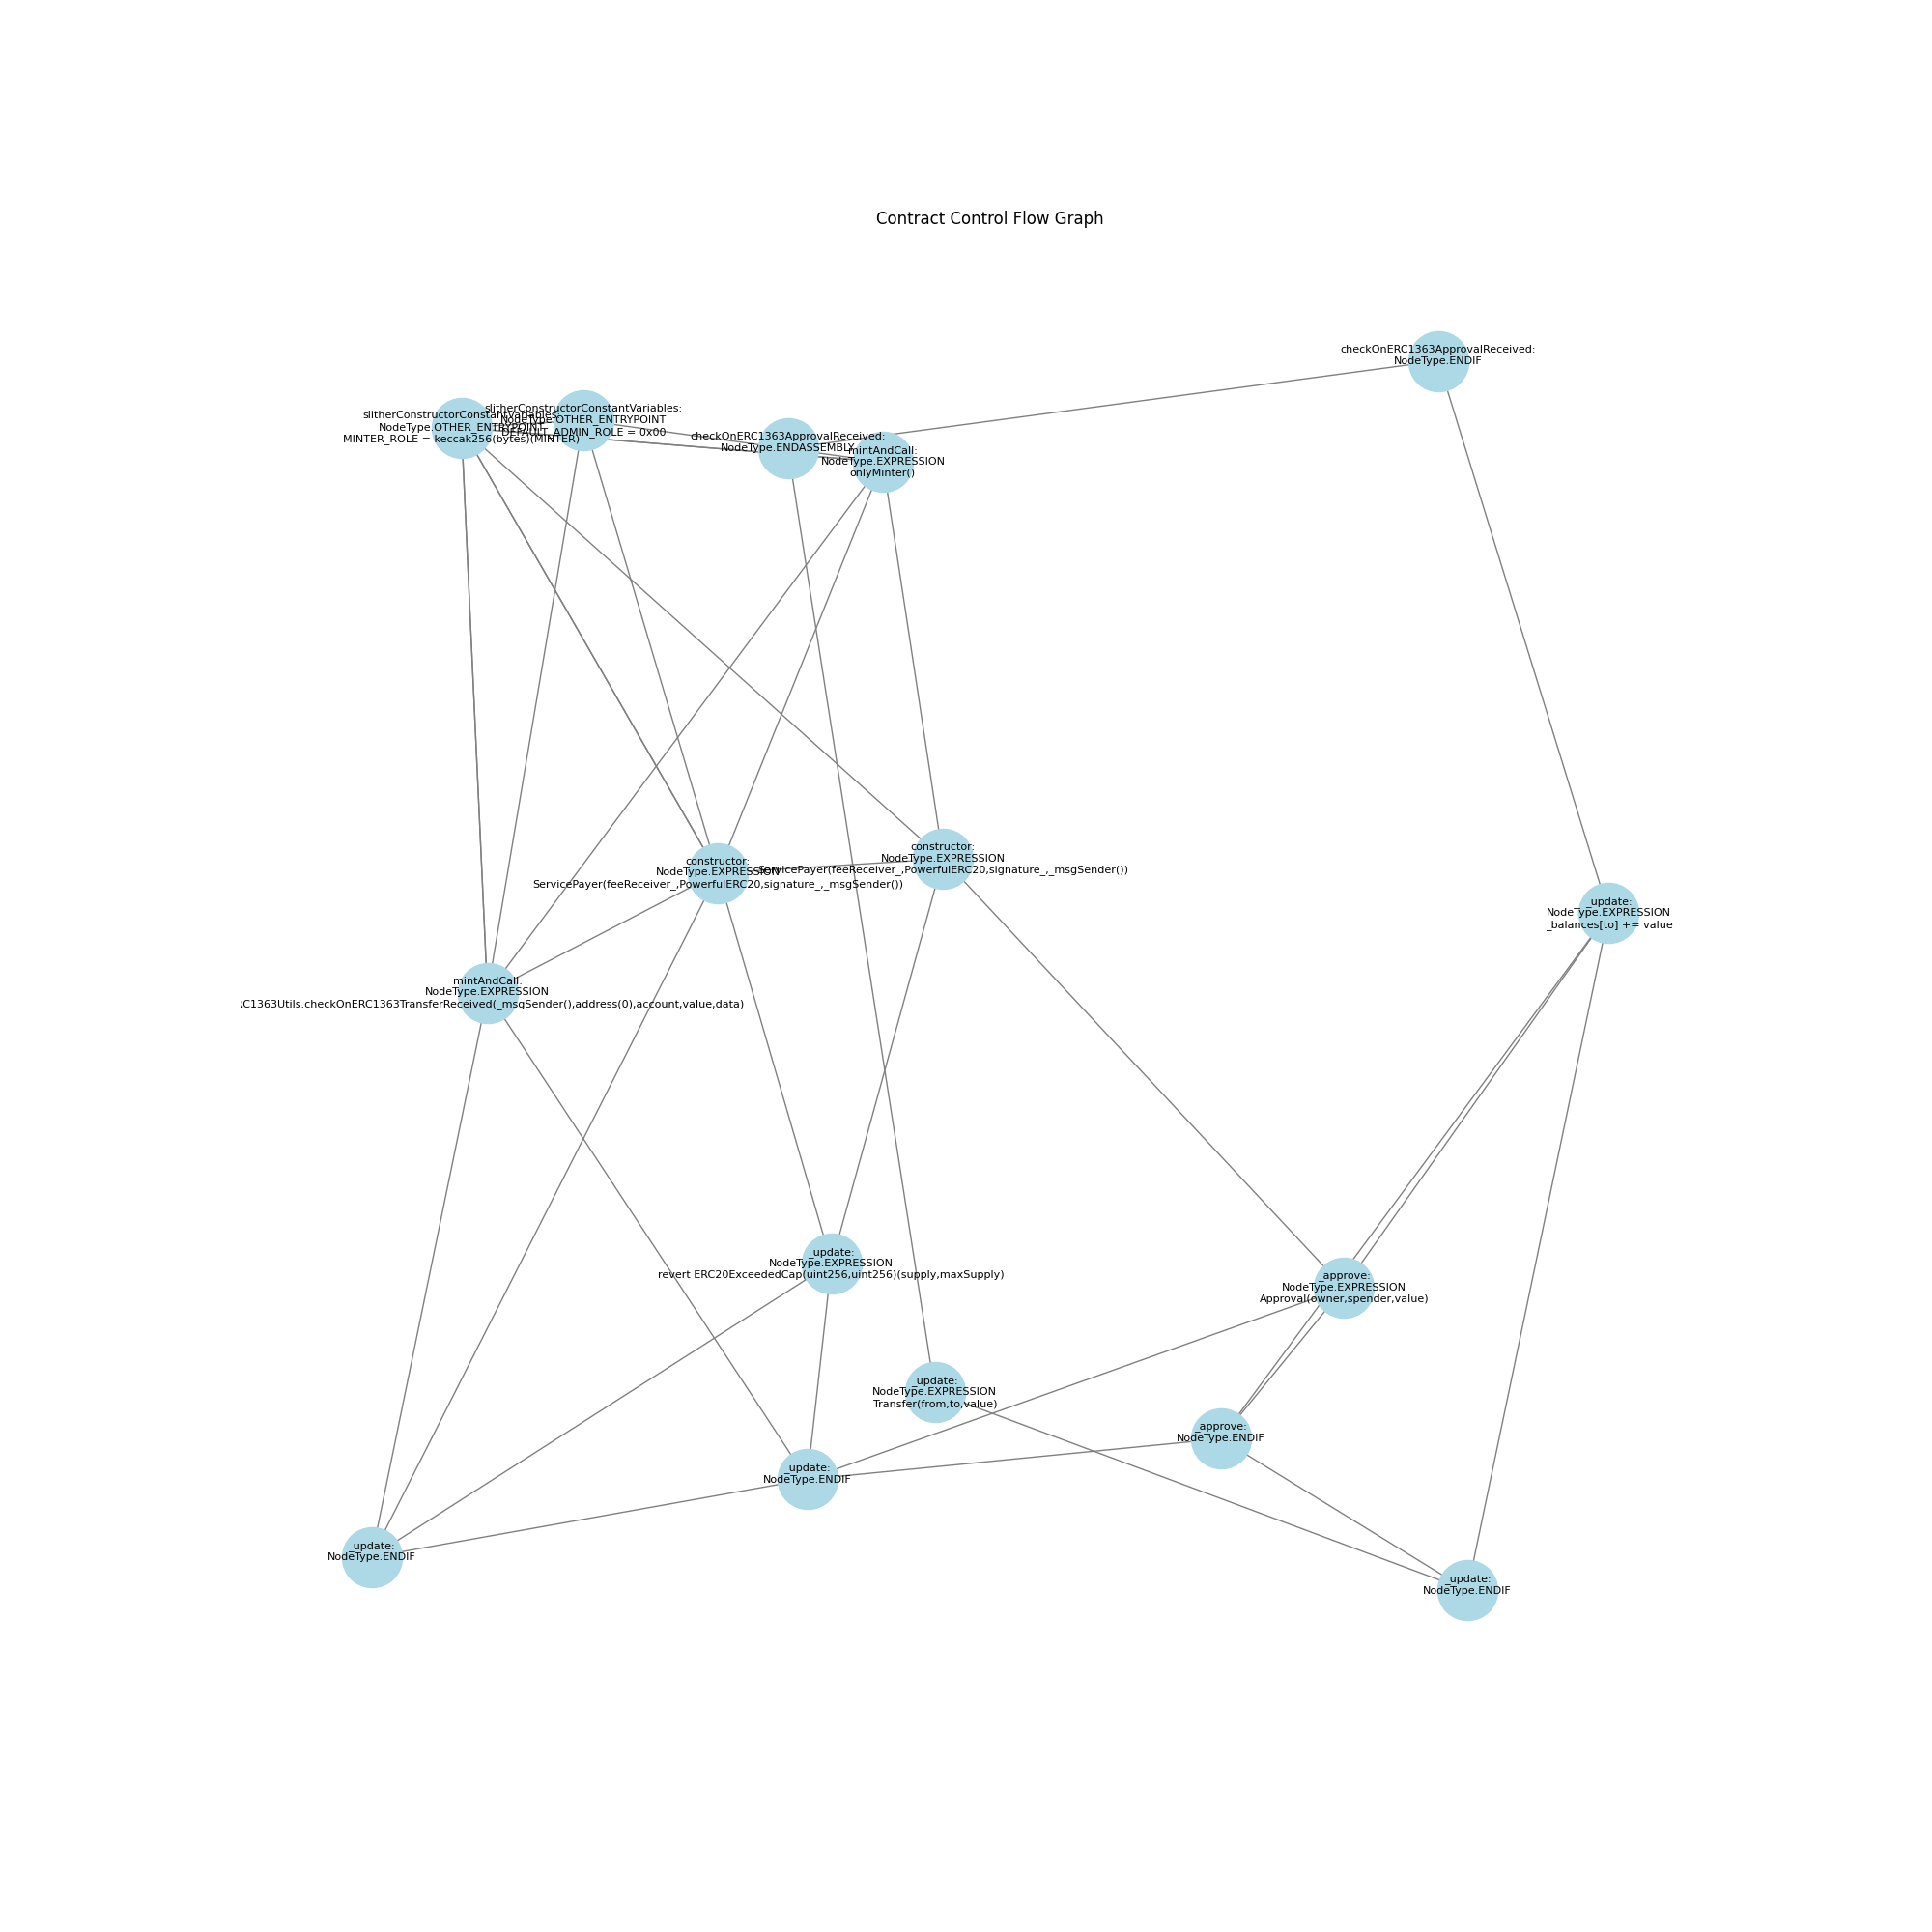 Contract Control Flow Graph
checkOnERC1363ApprovalReceived:
NodeType.ENDIF
slitherConstructorConstantVariables:
NodeType.OTHER_ENTRYPOINT
MINTER_ROLE = keccak256(bytes)(MINTER)
slitherConstructorConstantVariables:
NodeType.OTHER_ENTRYPOINT
DEFAULT_ADMIN_ROLE = 0x00
checkOnERC1363ApprovalReceived:
NodeType.ENDASSEMBLY
mintAndCall:
NodeType.EXPRESSION
onlyMinter()
constructor:
NodeType.EXPRESSION
ServicePayer(feeReceiver_,PowerfulERC20,signature_,_msgSender())
constructor:
NodeType.EXPRESSION
ServicePayer(feeReceiver_,PowerfulERC20,signature_,_msgSender())
_update:
NodeType.EXPRESSION
_balances[to] += value
mintAndCall:
NodeType.EXPRESSION
C1363Utils.checkOnERC1363TransferReceived(_msgSender(),address(0),account,value,data)
_update:
NodeType.EXPRESSION
revert ERC20ExceededCap(uint256,uint256)(supply,maxSupply)
_approve:
NodeType.EXPRESSION
Approval(owner,spender,value)
_update:
NodeType.EXPRESSION
Transfer(from,to,value)
_approve:
NodeType.ENDIF
_update:
NodeType.ENDIF
_update:
NodeType.ENDIF
_update:
NodeType.ENDIF